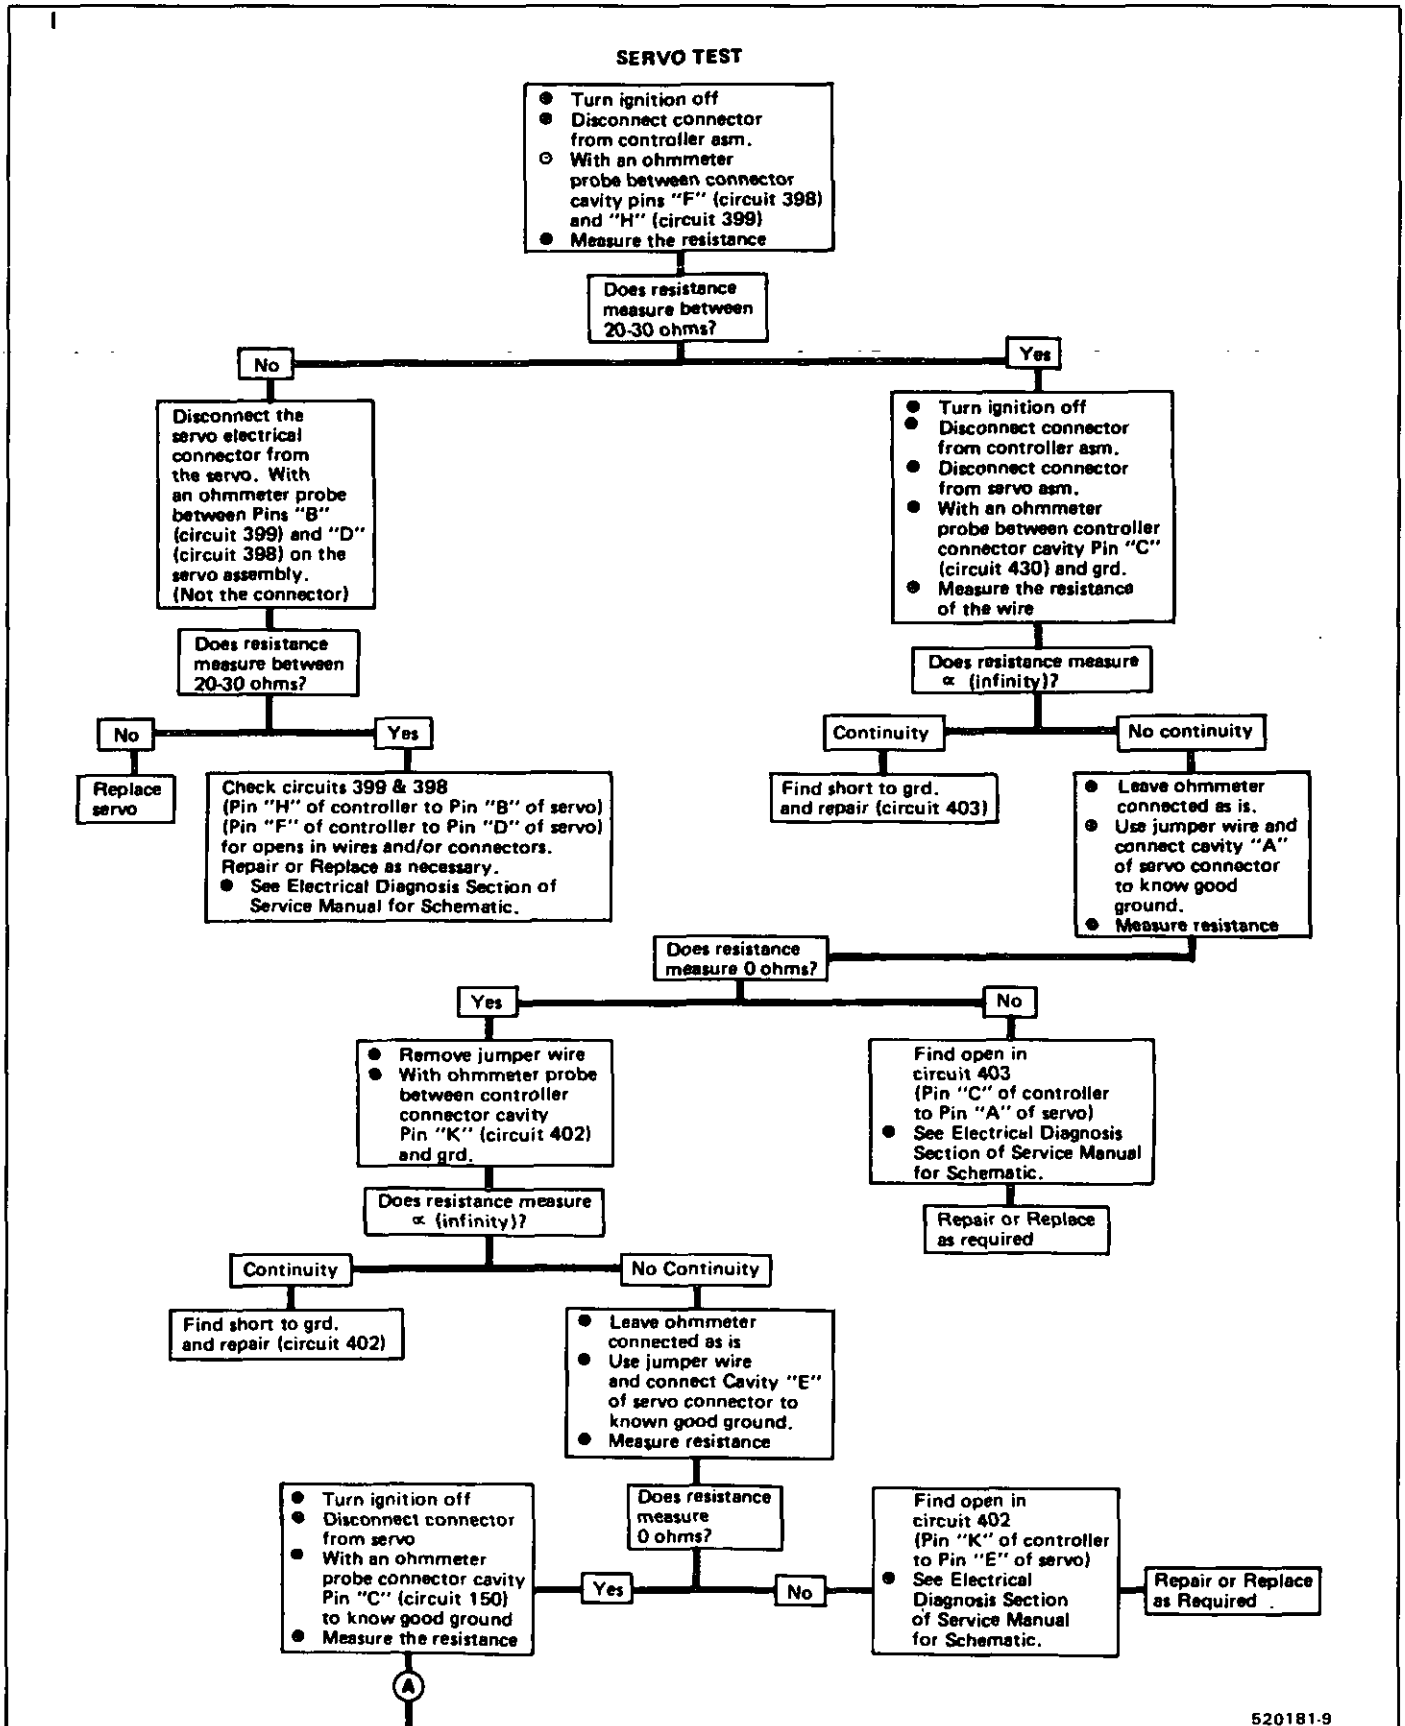 SERVO TEST
● Turn ignition off
● Disconnect connector
from controller asm.
⊙ With an ohmmeter
probe between connector
cavity pins "F" (circuit 398)
and "H" (circuit 399)
● Measure the resistance
Does resistance
measure between
20-30 ohms?
No
Yes
Disconnect the
servo electrical
connector from
the servo. With
an ohmmeter probe
between Pins "B"
(circuit 399) and "D"
(circuit 398) on the
servo assembly.
(Not the connector)
● Turn ignition off
● Disconnect connector
from controller asm.
● Disconnect connector
from servo asm.
● With an ohmmeter
probe between controller
connector cavity Pin "C"
(circuit 430) and grd.
● Measure the resistance
of the wire
Does resistance
measure between
20-30 ohms?
Does resistance measure
∝ (infinity)?
No
Yes
Continuity
No continuity
Replace
servo
Check circuits 399 & 398
(Pin "H" of controller to Pin "B" of servo)
(Pin "F" of controller to Pin "D" of servo)
for opens in wires and/or connectors.
Repair or Replace as necessary.
● See Electrical Diagnosis Section of
Service Manual for Schematic.
Find short to grd.
and repair (circuit 403)
● Leave ohmmeter
connected as is.
● Use jumper wire and
connect cavity "A"
of servo connector
to know good
ground.
● Measure resistance
Does resistance
measure 0 ohms?
Yes
No
● Remove jumper wire
● With ohmmeter probe
between controller
connector cavity
Pin "K" (circuit 402)
and grd.
Find open in
circuit 403
(Pin "C" of controller
to Pin "A" of servo)
● See Electrical Diagnosis
Section of Service Manual
for Schematic.
Does resistance measure
∝ (infinity)?
Repair or Replace
as required
Continuity
No Continuity
Find short to grd.
and repair (circuit 402)
● Leave ohmmeter
connected as is
● Use jumper wire
and connect Cavity "E"
of servo connector to
known good ground.
● Measure resistance
● Turn ignition off
● Disconnect connector
from servo
● With an ohmmeter
probe connector cavity
Pin "C" (circuit 150)
to know good ground
● Measure the resistance
Does resistance
measure
0 ohms?
Yes
No
Find open in
circuit 402
(Pin "K" of controller
to Pin "E" of servo)
● See Electrical
Diagnosis Section
of Service Manual
for Schematic.
Repair or Replace
as Required
A
520181-9